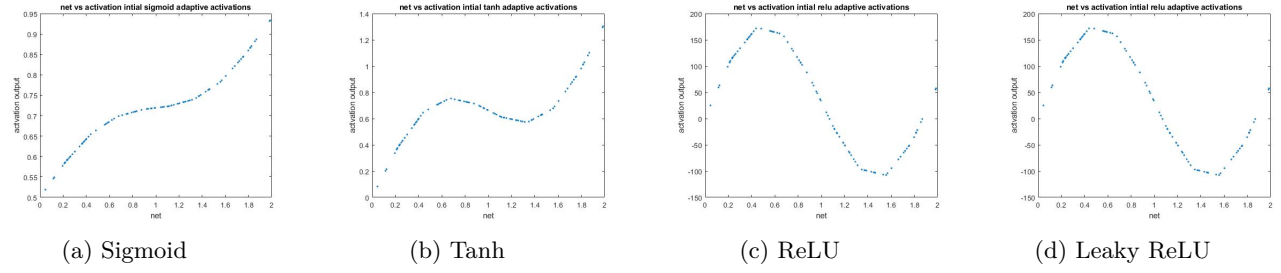 net vs activation intial sigmoid adaptive activations
0.95
0.9
0.85
0.8
0.75
0.7
0.65
0.6
0.55
0.5
activation output
0 0.2 0.4 0.6 0.8 1 1.2 1.4 1.6 1.8 2
net
(a) Sigmoid
net vs activation intial tanh adaptive activations
1.4
1.2
1
0.8
0.6
0.4
0.2
0
activation output
0 0.2 0.4 0.6 0.8 1 1.2 1.4 1.6 1.8 2
net
(b) Tanh
net vs activation intial relu adaptive activations
200
150
100
50
0
-50
-100
-150
activation output
0 0.2 0.4 0.6 0.8 1 1.2 1.4 1.6 1.8 2
net
(c) ReLU
net vs activation intial relu adaptive activations
200
150
100
50
0
-50
-100
-150
activation output
0 0.2 0.4 0.6 0.8 1 1.2 1.4 1.6 1.8 2
net
(d) Leaky ReLU